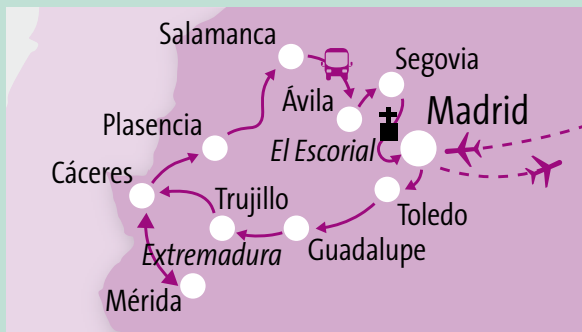 Salamanca
Segovia
Ávila
Madrid
Plasencia
El Escorial
Cáceres
Trujillo
Toledo
Extremadura
Guadalupe
Mérida